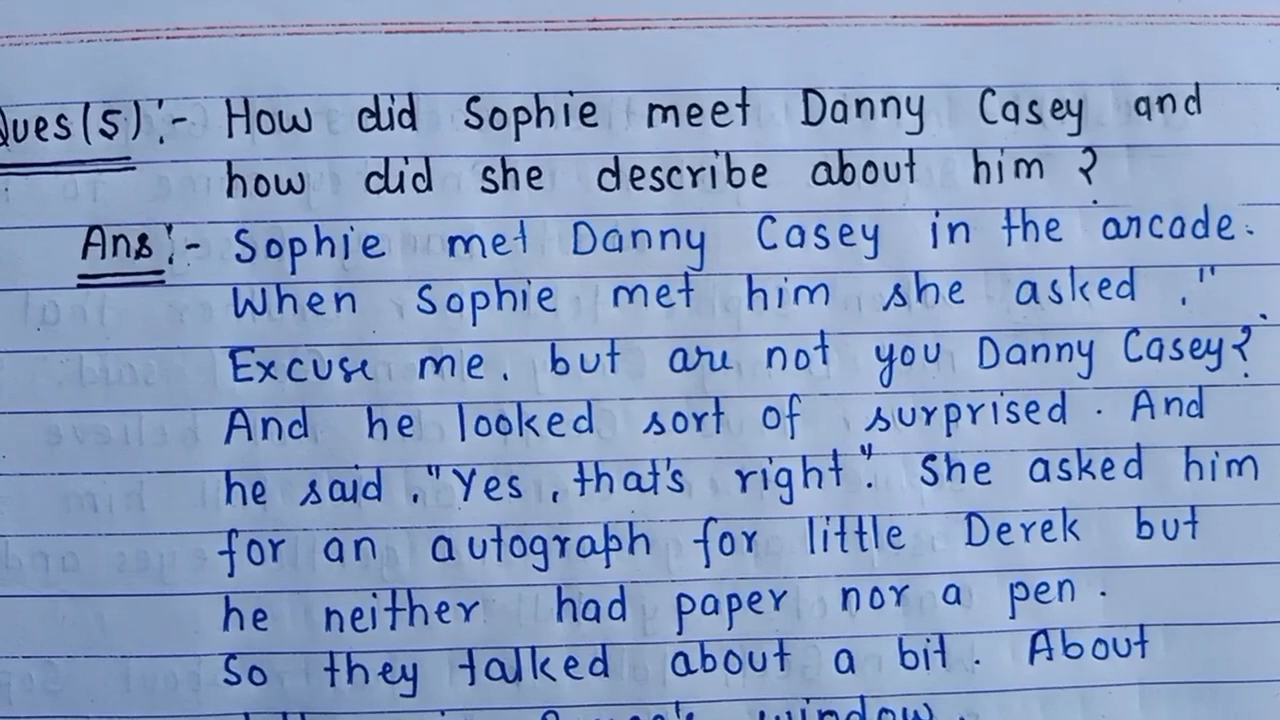 Ques(5):- How did Sophie meet Danny Casey and
how did she describe about him ?
Ans:- Sophie met Danny Casey in the arcade.
When Sophie met him she asked ."
Excuse me. but are not you Danny Casey?
And he looked sort of surprised. And
he said, "Yes, that's right". She asked him
for an autograph for little Derek but
he neither had paper nor a pen.
So they talked about a bit. About
window.